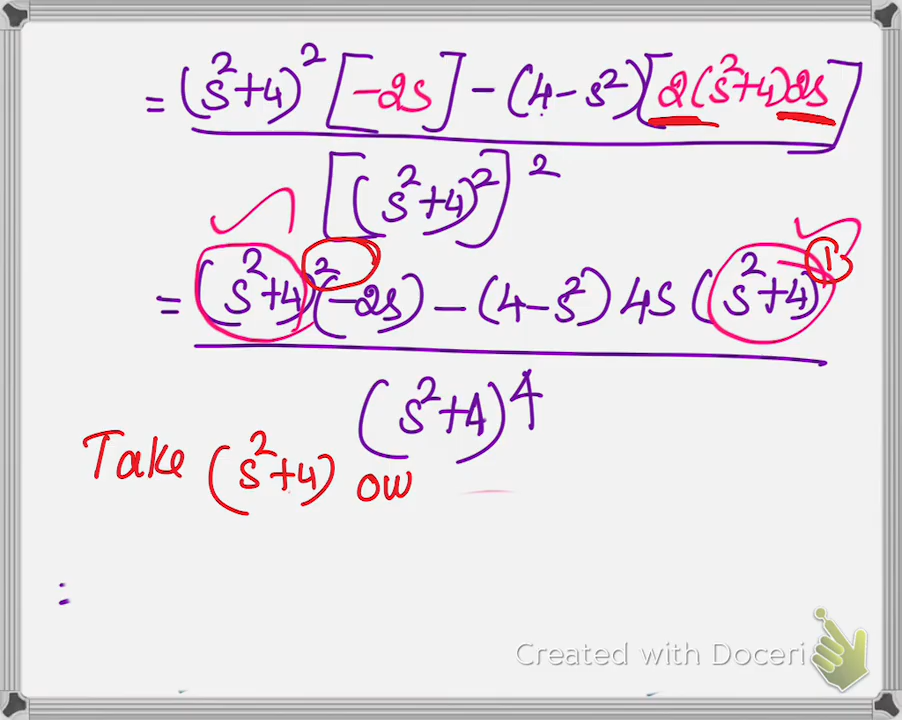 = (s²+4)² [-2s] - (4-s²)[2(s²+4)2s]
[(s²+4)²]²
= (s²+4)²(-2s) - (4-s²) 4s (s²+4)¹
(s²+4)⁴
Take (s²+4) ow
=
Created with Doceri